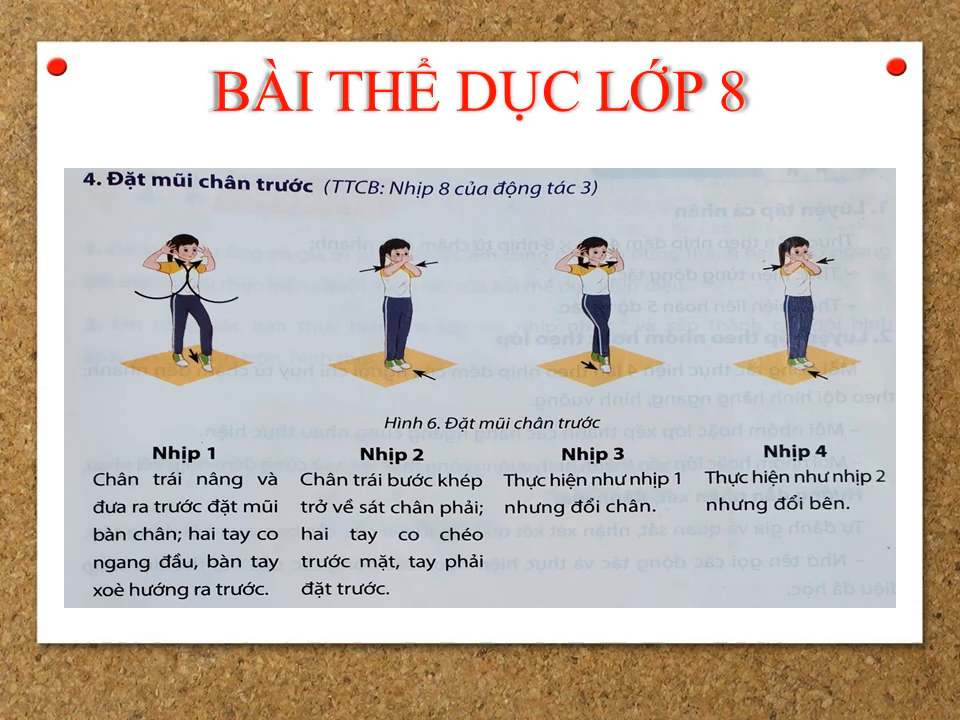 BÀI THỂ DỤC LỚP 8
4. Đặt mũi chân trước (TTCB: Nhịp 8 của động tác 3)
Hình 6. Đặt mũi chân trước
Nhịp 1
Chân trái nâng và
đưa ra trước đặt mũi
bàn chân; hai tay co
ngang đầu, bàn tay
xoè hướng ra trước.
Nhịp 2
Chân trái bước khép
trở về sát chân phải;
hai tay co chéo
trước mặt, tay phải
đặt trước.
Nhịp 3
Thực hiện như nhịp 1
nhưng đổi chân.
Nhịp 4
Thực hiện như nhịp 2
nhưng đổi bên.